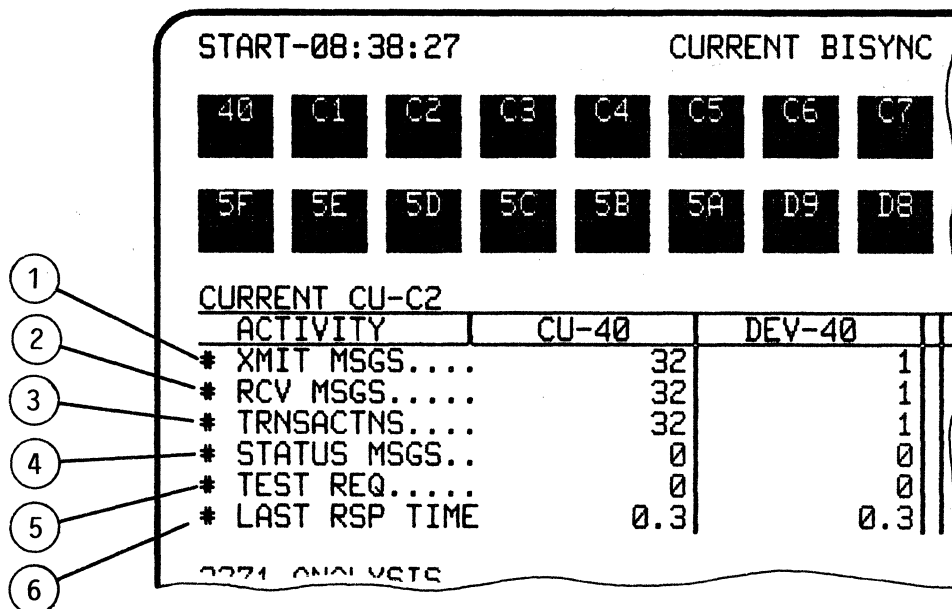 START-08:38:27 CURRENT BISYNC
40 C1 C2 C3 C4 C5 C6 C7
5F 5E 5D 5C 5B 5A D9 D8
CURRENT CU-C2
ACTIVITY CU-40 DEV-40
1 # XMIT MSGS.... 32 1
2 # RCV MSGS..... 32 1
3 # TRNSACTNS.... 32 1
4 # STATUS MSGS.. 0 0
5 # TEST REQ..... 0 0
6 # LAST RSP TIME 0.3 0.3